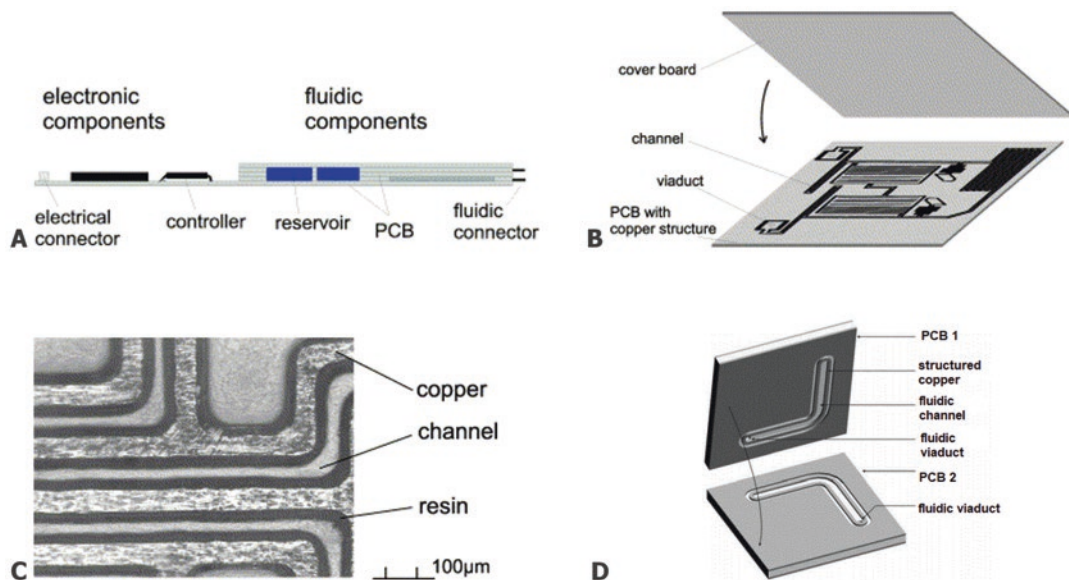 electronic
components
fluidic
components
electrical
connector
controller
reservoir
PCB
fluidic
connector
A
cover board
channel
viaduct
PCB with
copper structure
B
copper
channel
resin
100µm
C
PCB 1
structured
copper
fluidic
channel
fluidic
viaduct
PCB 2
fluidic viaduct
D